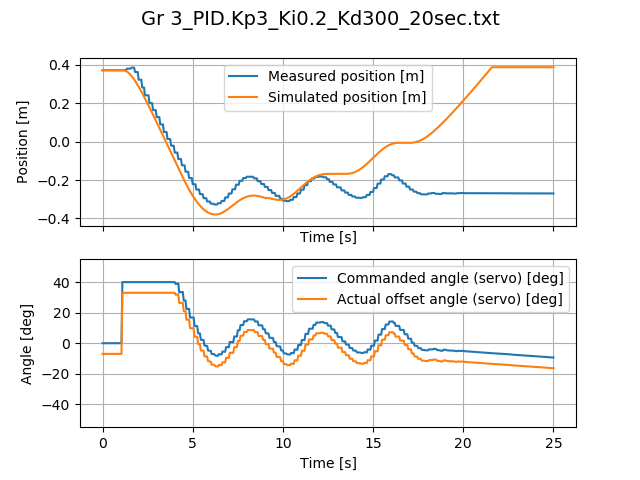 Gr 3_PID.Kp3_Ki0.2_Kd300_20sec.txt
0.4
0.2
0.0
−0.2
−0.4
Position [m]
Measured position [m]
Simulated position [m]
Time [s]
40
20
0
−20
−40
Angle [deg]
Commanded angle (servo) [deg]
Actual offset angle (servo) [deg]
0 5 10 15 20 25
Time [s]